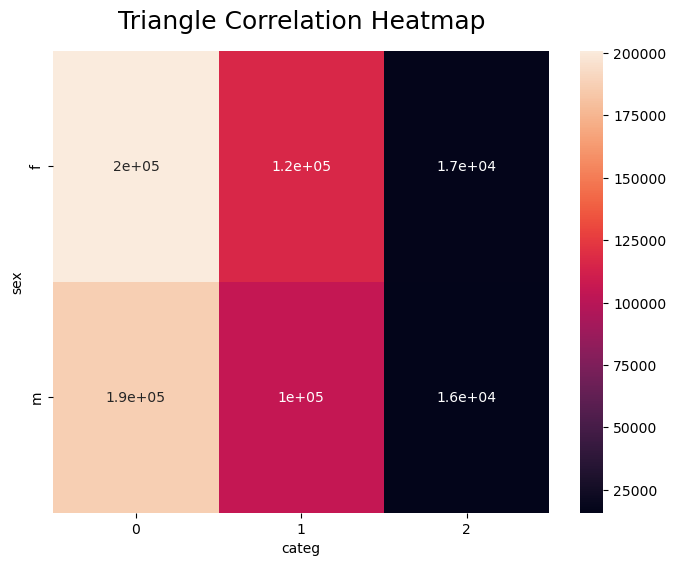 Triangle Correlation Heatmap
200000
175000
f
2e+05
1.2e+05
1.7e+04
150000
125000
sex
100000
75000
m
1.9e+05
1e+05
1.6e+04
50000
25000
0
1
2
categ